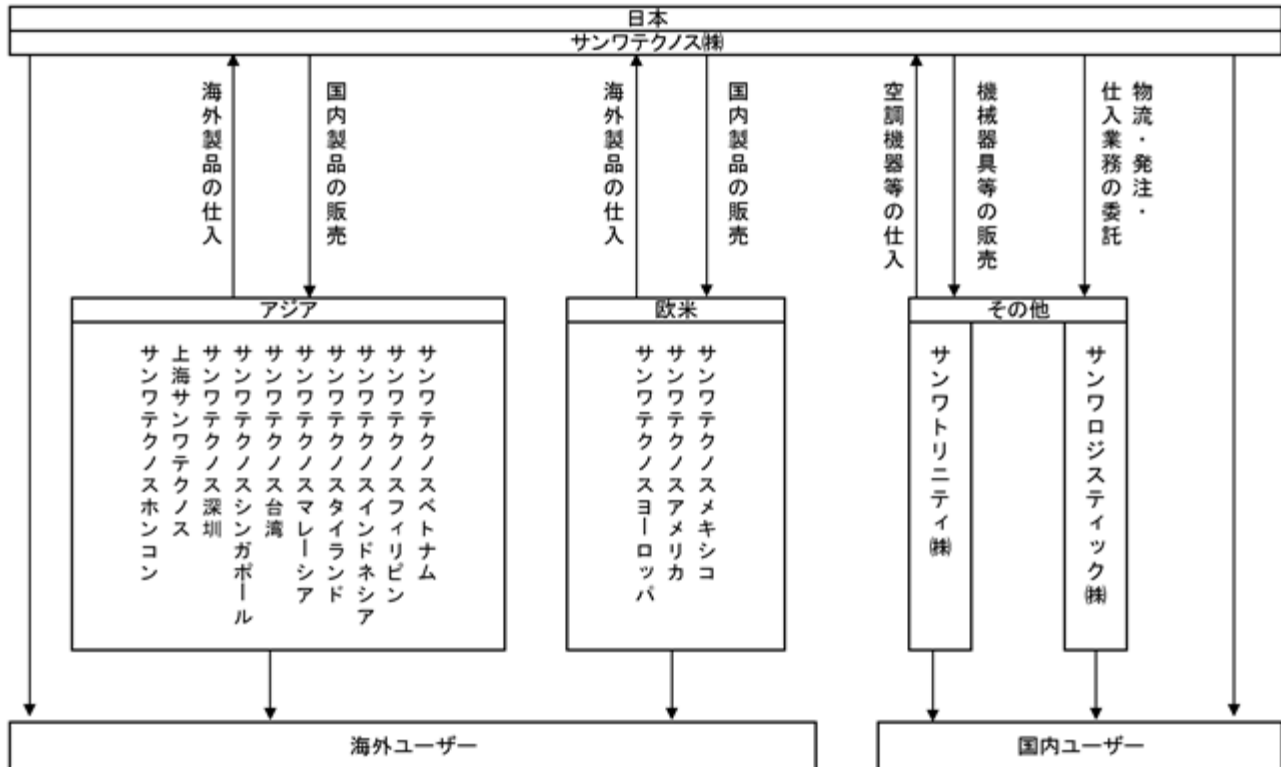 日本
サンワテクノス㈱
海外製品の仕入
国内製品の販売
海外製品の仕入
国内製品の販売
空調機器等の仕入
機械器具等の販売
物流・発注・
仕入業務の委託
アジア
サンワテクノスベトナム
サンワテクノスフィリピン
サンワテクノスインドネシア
サンワテクノスタイランド
サンワテクノスマレーシア
サンワテクノス台湾
サンワテクノスシンガポール
サンワテクノス深圳
上海サンワテクノス
サンワテクノスホンコン
欧米
サンワテクノスメキシコ
サンワテクノスアメリカ
サンワテクノスヨーロッパ
その他
サンワトリニティ㈱
サンワロジスティック㈱
海外ユーザー
国内ユーザー